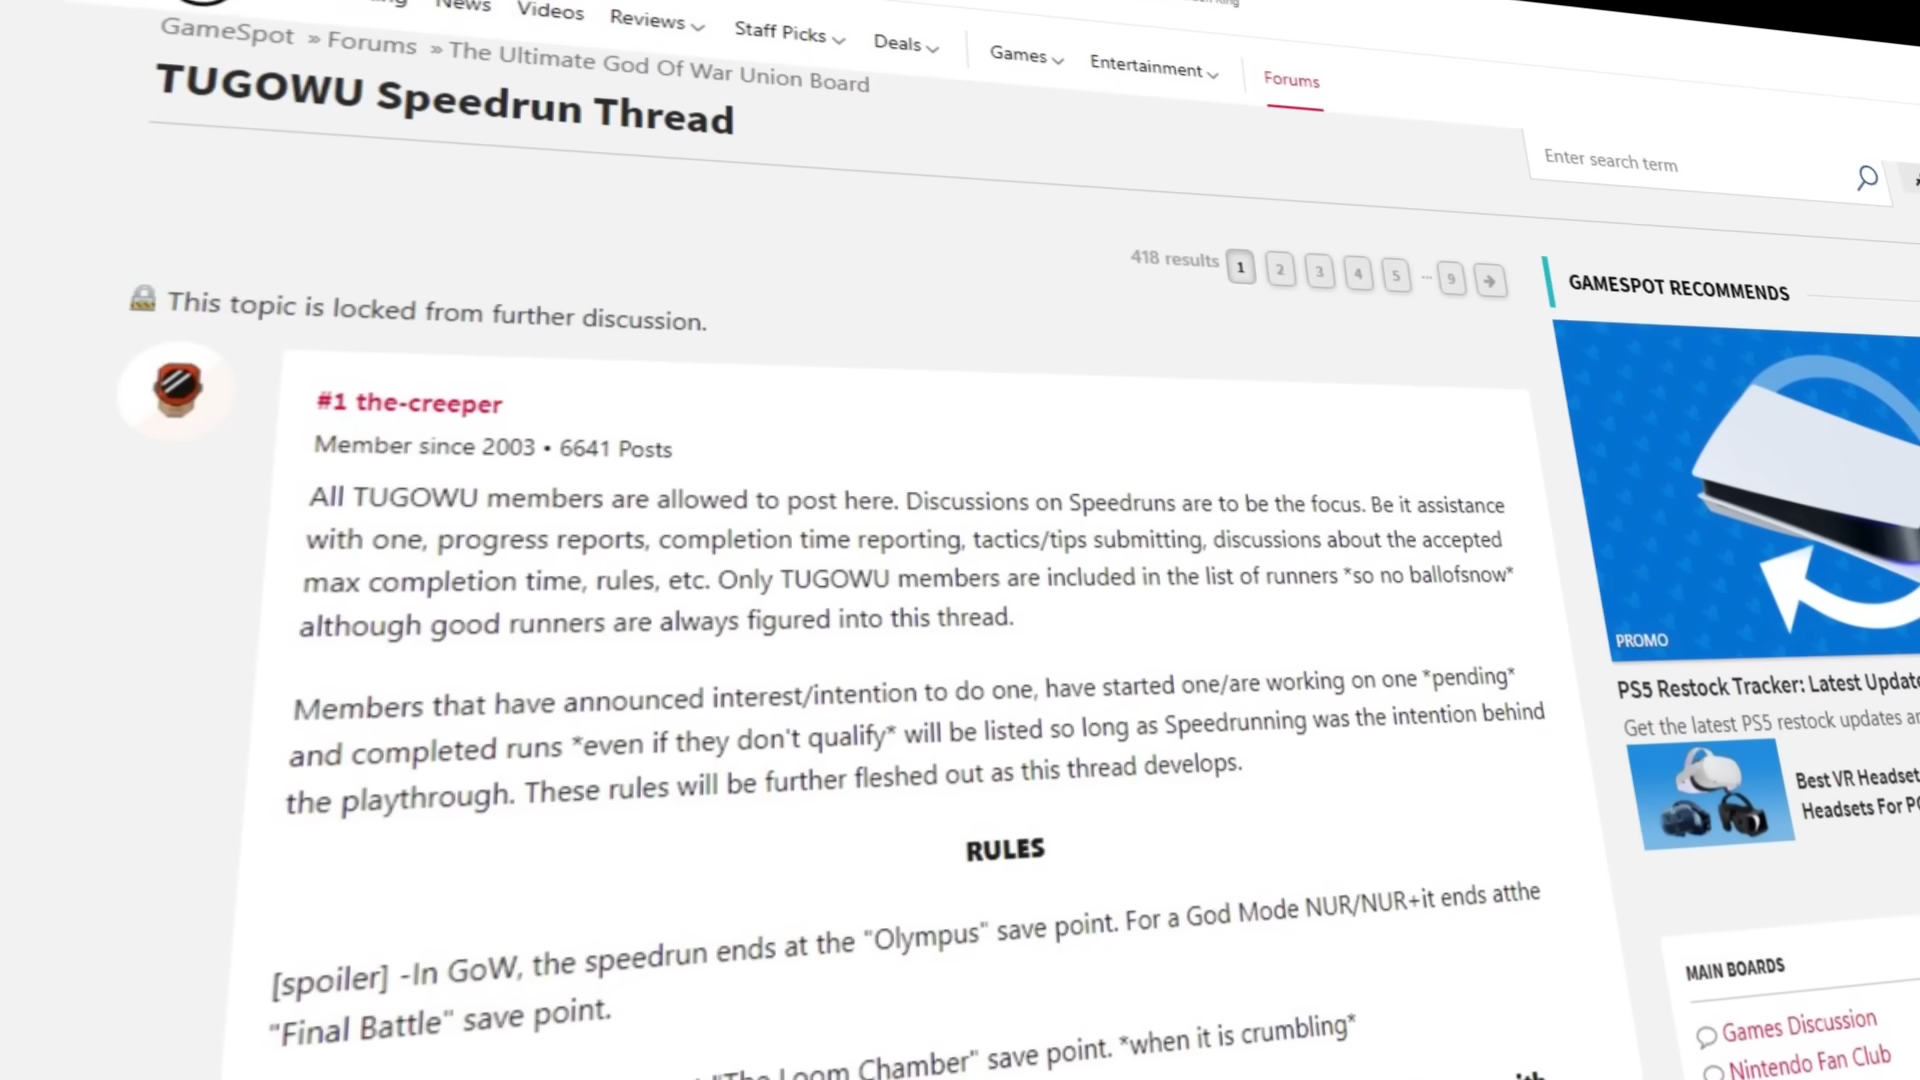 News Videos Reviews Staff Picks Deals Games Entertainment Forums
GameSpot » Forums » The Ultimate God Of War Union Board
TUGOWU Speedrun Thread
Enter search term
418 results 1 2 3 4 5 ... 9
GAMESPOT RECOMMENDS
This topic is locked from further discussion.
#1 the-creeper
Member since 2003 • 6641 Posts
All TUGOWU members are allowed to post here. Discussions on Speedruns are to be the focus. Be it assistance
with one, progress reports, completion time reporting, tactics/tips submitting, discussions about the accepted
max completion time, rules, etc. Only TUGOWU members are included in the list of runners *so no ballofsnow*
although good runners are always figured into this thread.
Members that have announced interest/intention to do one, have started one/are working on one *pending*
and completed runs *even if they don't qualify* will be listed so long as Speedrunning was the intention behind
the playthrough. These rules will be further fleshed out as this thread develops.
RULES
[spoiler] -In GoW, the speedrun ends at the "Olympus" save point. For a God Mode NUR/NUR+it ends atthe
"Final Battle" save point.
"The Loom Chamber" save point. *when it is crumbling*
PROMO
PS5 Restock Tracker: Latest Update
Get the latest PS5 restock updates
Best VR Headset
Headsets For
MAIN BOARDS
Games Discussion
Nintendo Fan Club